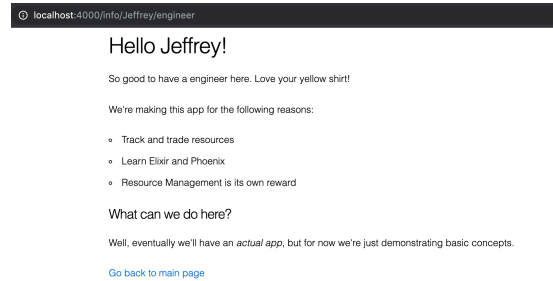 localhost:4000/info/Jeffrey/engineer
Hello Jeffrey!
So good to have a engineer here. Love your yellow shirt!
We're making this app for the following reasons:
Track and trade resources
Learn Elixir and Phoenix
Resource Management is its own reward
What can we do here?
Well, eventually we'll have an actual app, but for now we're just demonstrating basic concepts.
Go back to main page